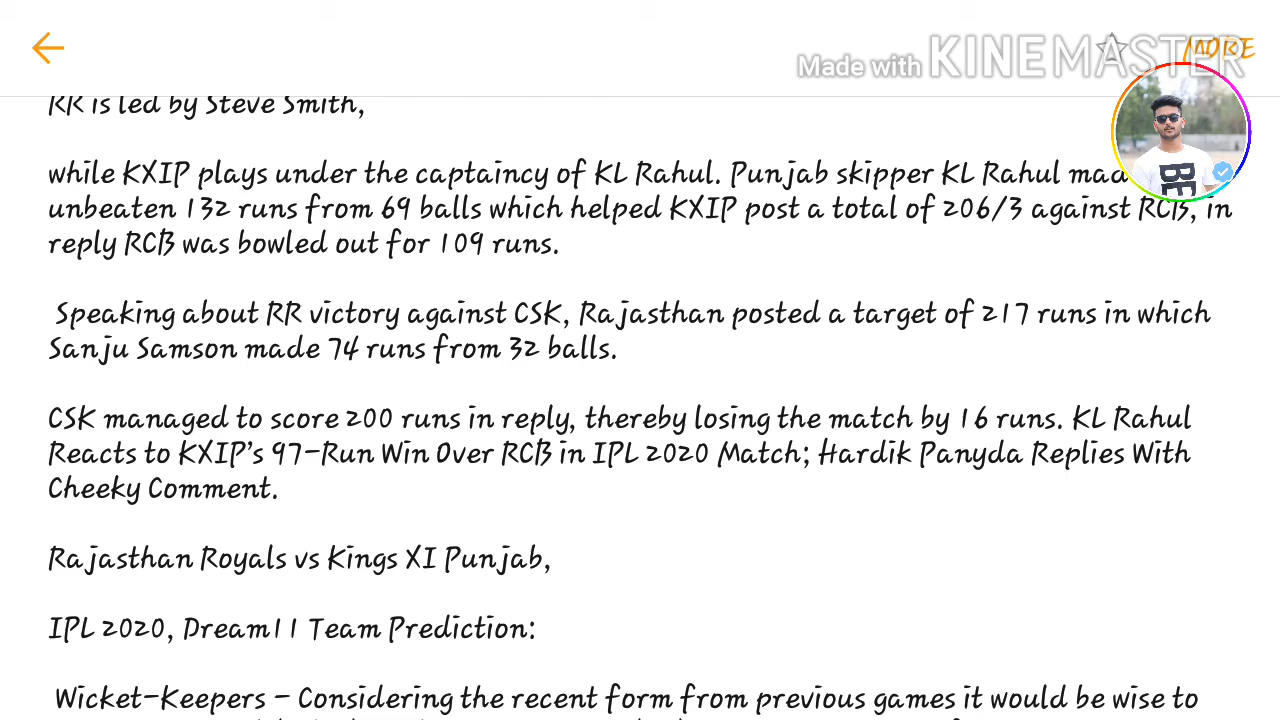 MORE
Made with KINEMASTER
RR is led by Steve Smith,
while KXIP plays under the captaincy of KL Rahul. Punjab skipper KL Rahul mad
unbeaten 132 runs from 69 balls which helped KXIP post a total of 206/3 against RCB, in
reply RCB was bowled out for 109 runs.
Speaking about RR victory against CSK, Rajasthan posted a target of 217 runs in which
Sanju Samson made 74 runs from 32 balls.
CSK managed to score 200 runs in reply, thereby losing the match by 16 runs. KL Rahul
Reacts to KXIP's 97-Run Win Over RCB in IPL 2020 Match; Hardik Panyda Replies With
Cheeky Comment.
Rajasthan Royals vs Kings XI Punjab,
IPL 2020, Dream11 Team Prediction:
Wicket-Keepers - Considering the recent form from previous games it would be wise to